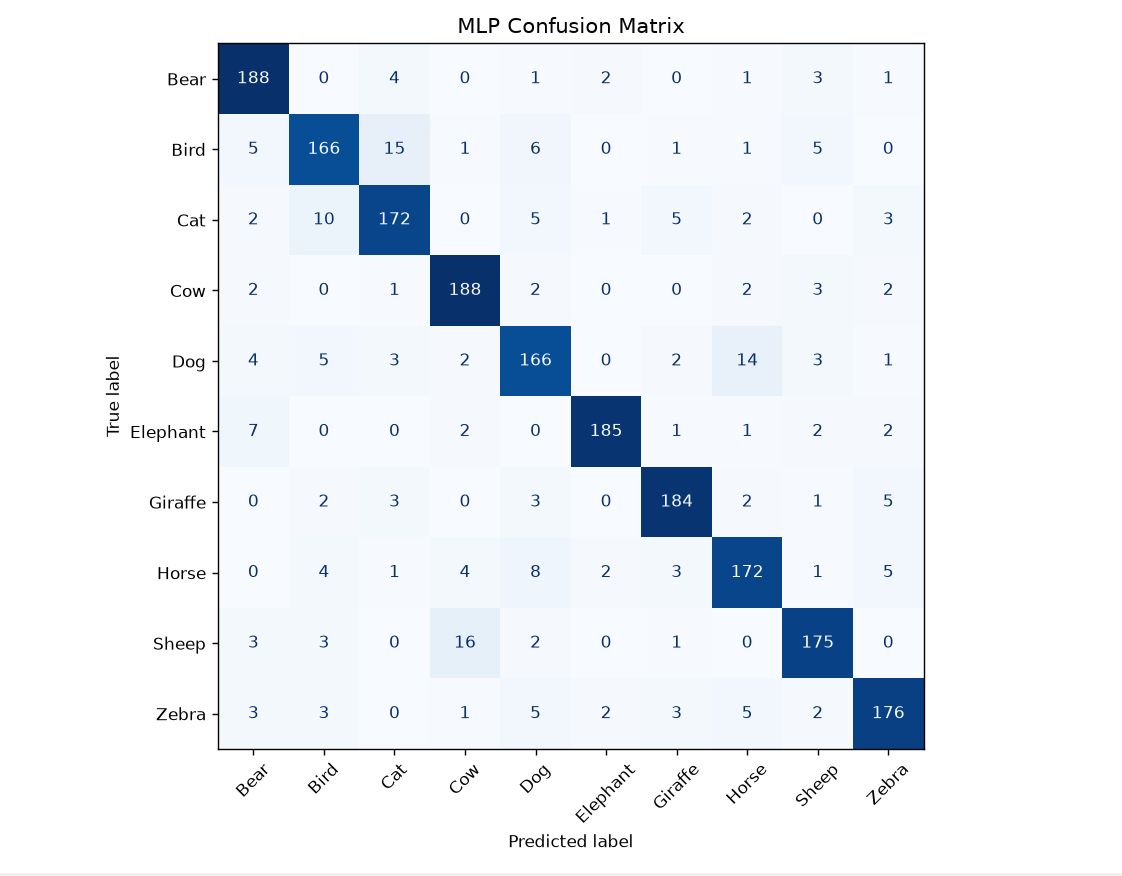 MLP Confusion Matrix
Bear 188 0 4 0 1 2 0 1 3 1
Bird 5 166 15 1 6 0 1 1 5 0
Cat 2 10 172 0 5 1 5 2 0 3
Cow 2 0 1 188 2 0 0 2 3 2
Dog 4 5 3 2 166 0 2 14 3 1
Elephant 7 0 0 2 0 185 1 1 2 2
Giraffe 0 2 3 0 3 0 184 2 1 5
Horse 0 4 1 4 8 2 3 172 1 5
Sheep 3 3 0 16 2 0 1 0 175 0
Zebra 3 3 0 1 5 2 3 5 2 176
True label
Bear Bird Cat Cow Dog Elephant Giraffe Horse Sheep Zebra
Predicted label